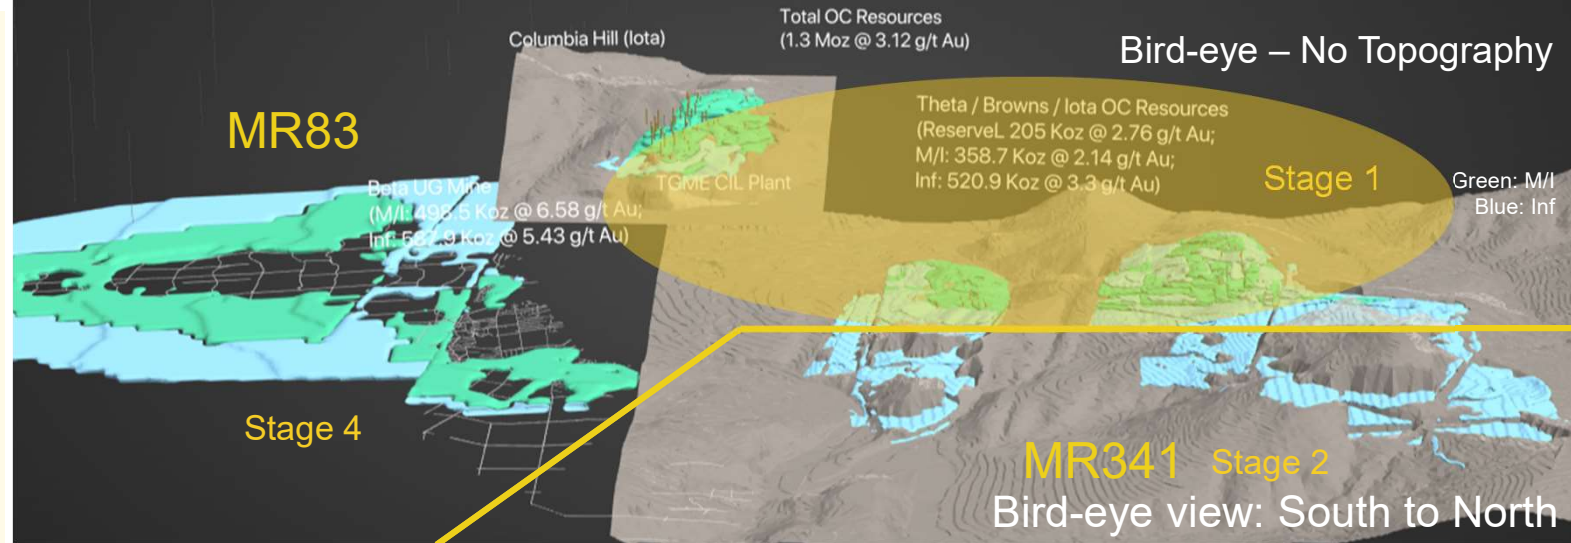 Total OC Resources
(1.3 Moz @ 3.12 g/t Au)
Columbia Hill (Iota)
Bird-eye – No Topography
MR83
Theta / Browns / Iota OC Resources
(ReserveL 205 Koz @ 2.76 g/t Au;
M/I: 358.7 Koz @ 2.14 g/t Au;
Inf: 520.9 Koz @ 3.3 g/t Au)
Stage 1
Green: M/I
Blue: Inf
Beta UG Mine
(M/I: 498.5 Koz @ 6.58 g/t Au;
Inf: 587.9 Koz @ 5.43 g/t Au)
TGME CIL Plant
Stage 4
MR341 Stage 2
Bird-eye view: South to North